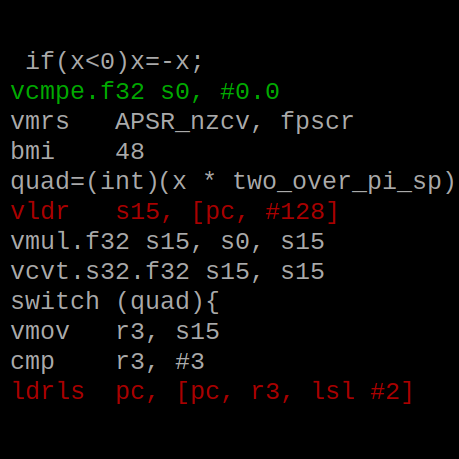 if(x<0)x=-x;
vcmpe.f32 s0, #0.0
vmrs   APSR_nzcv, fpscr
bmi    48
quad=(int)(x * two_over_pi_sp)
vldr   s15, [pc, #128]
vmul.f32 s15, s0, s15
vcvt.s32.f32 s15, s15
switch (quad){
vmov   r3, s15
cmp    r3, #3
ldrls  pc, [pc, r3, lsl #2]